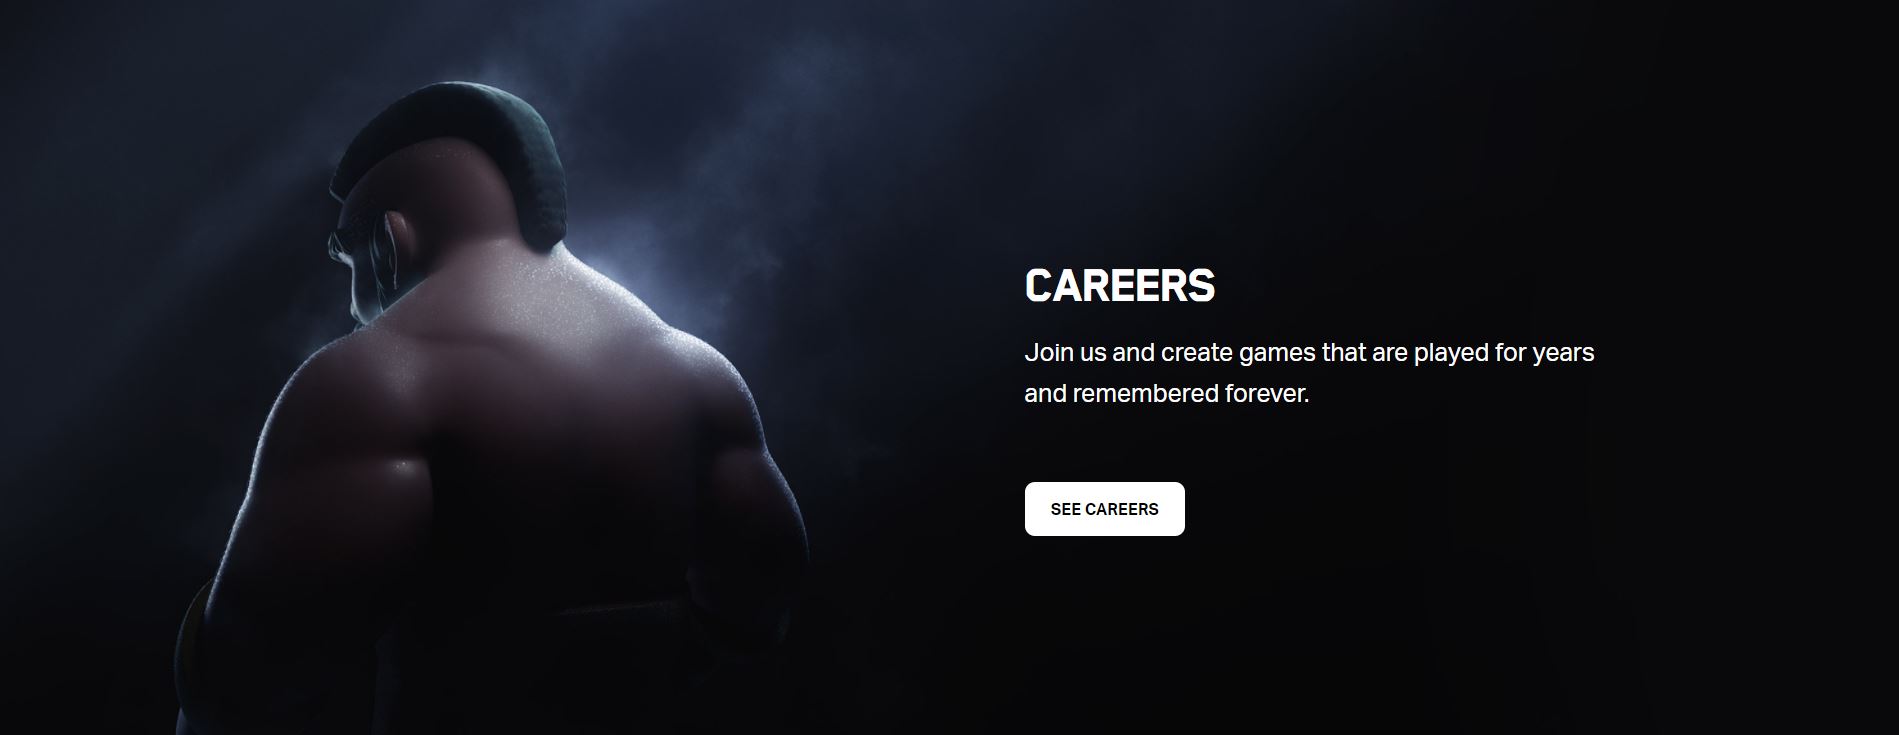 CAREERS
Join us and create games that are played for years
and remembered forever.
SEE CAREERS